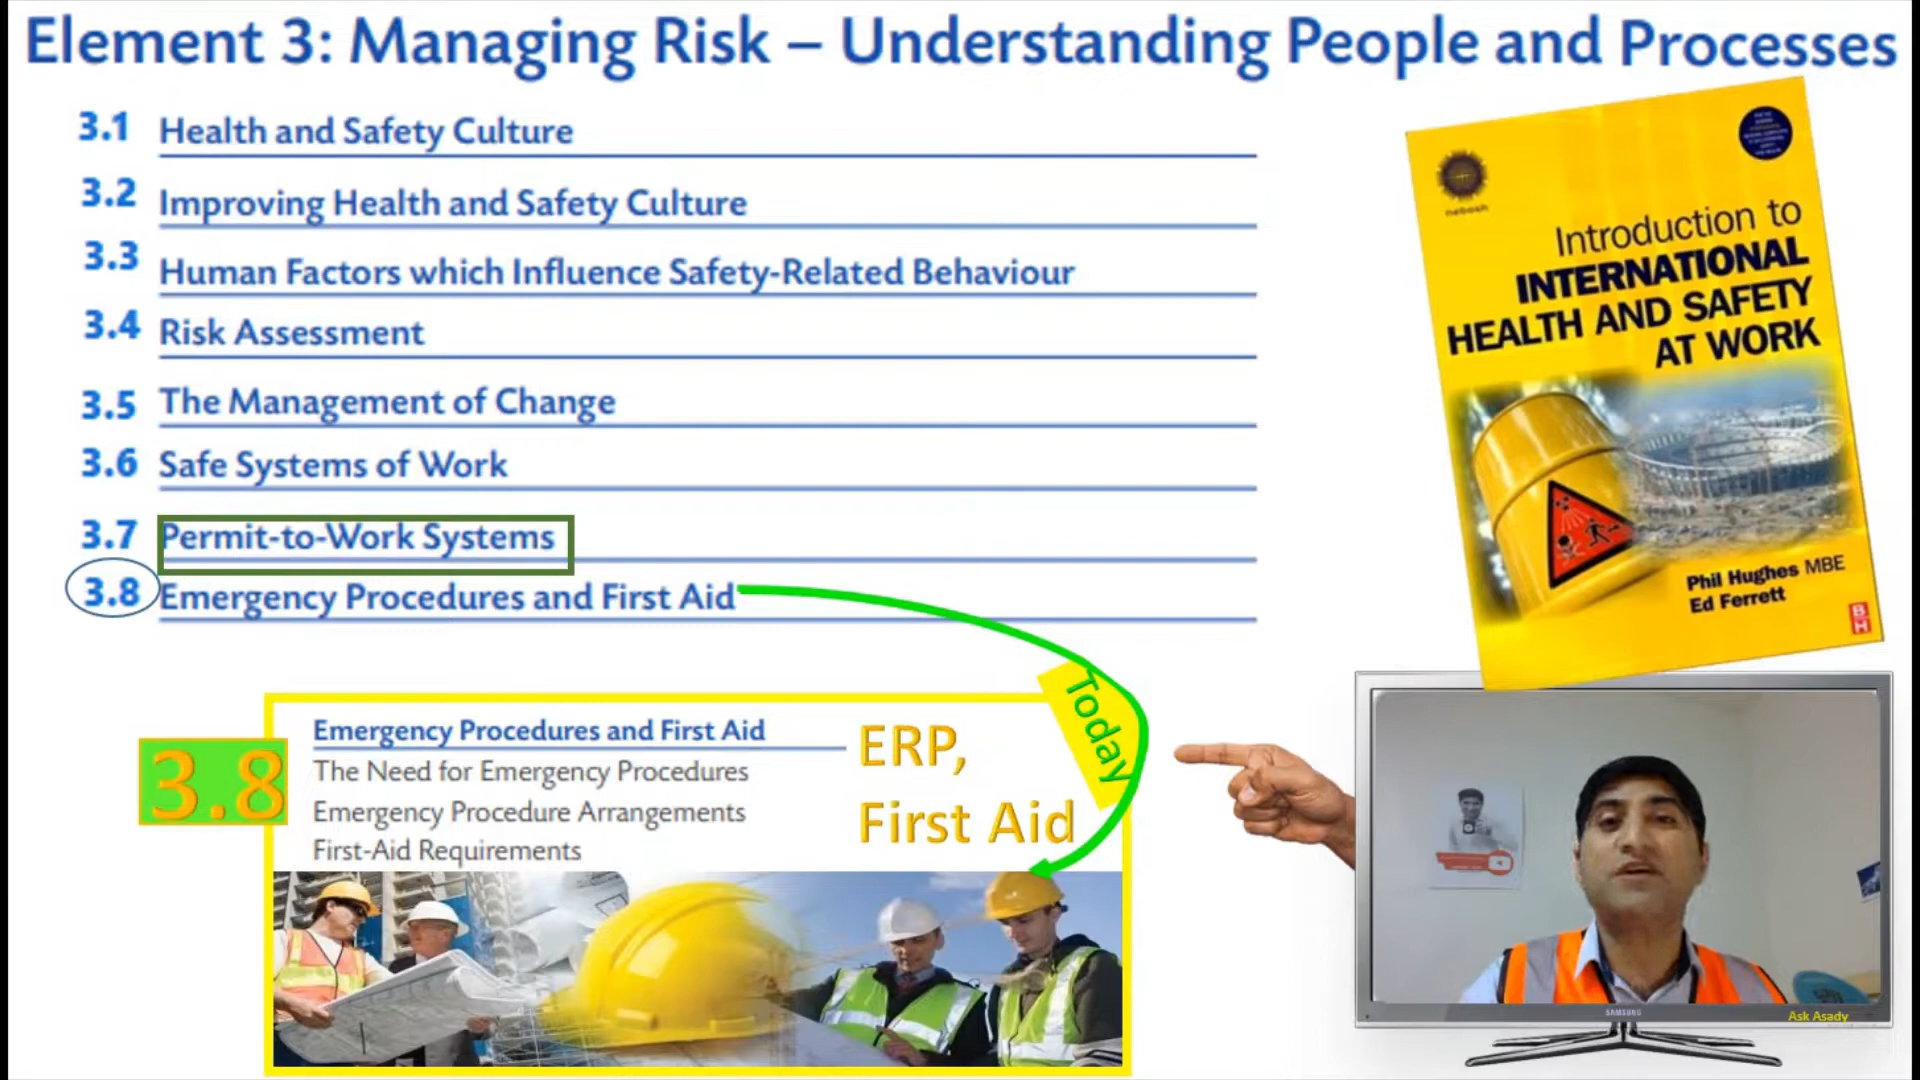 Element 3: Managing Risk – Understanding People and Processes
3.1 Health and Safety Culture
3.2 Improving Health and Safety Culture
3.3 Human Factors which Influence Safety-Related Behaviour
3.4 Risk Assessment
3.5 The Management of Change
3.6 Safe Systems of Work
3.7 Permit-to-Work Systems
3.8 Emergency Procedures and First Aid
nebosh
Introduction to
INTERNATIONAL
HEALTH AND SAFETY
AT WORK
Phil Hughes MBE
Ed Ferrett
B
H
Today
3.8
Emergency Procedures and First Aid
The Need for Emergency Procedures
Emergency Procedure Arrangements
First-Aid Requirements
ERP,
First Aid
SAMSUNG
Ask Asady